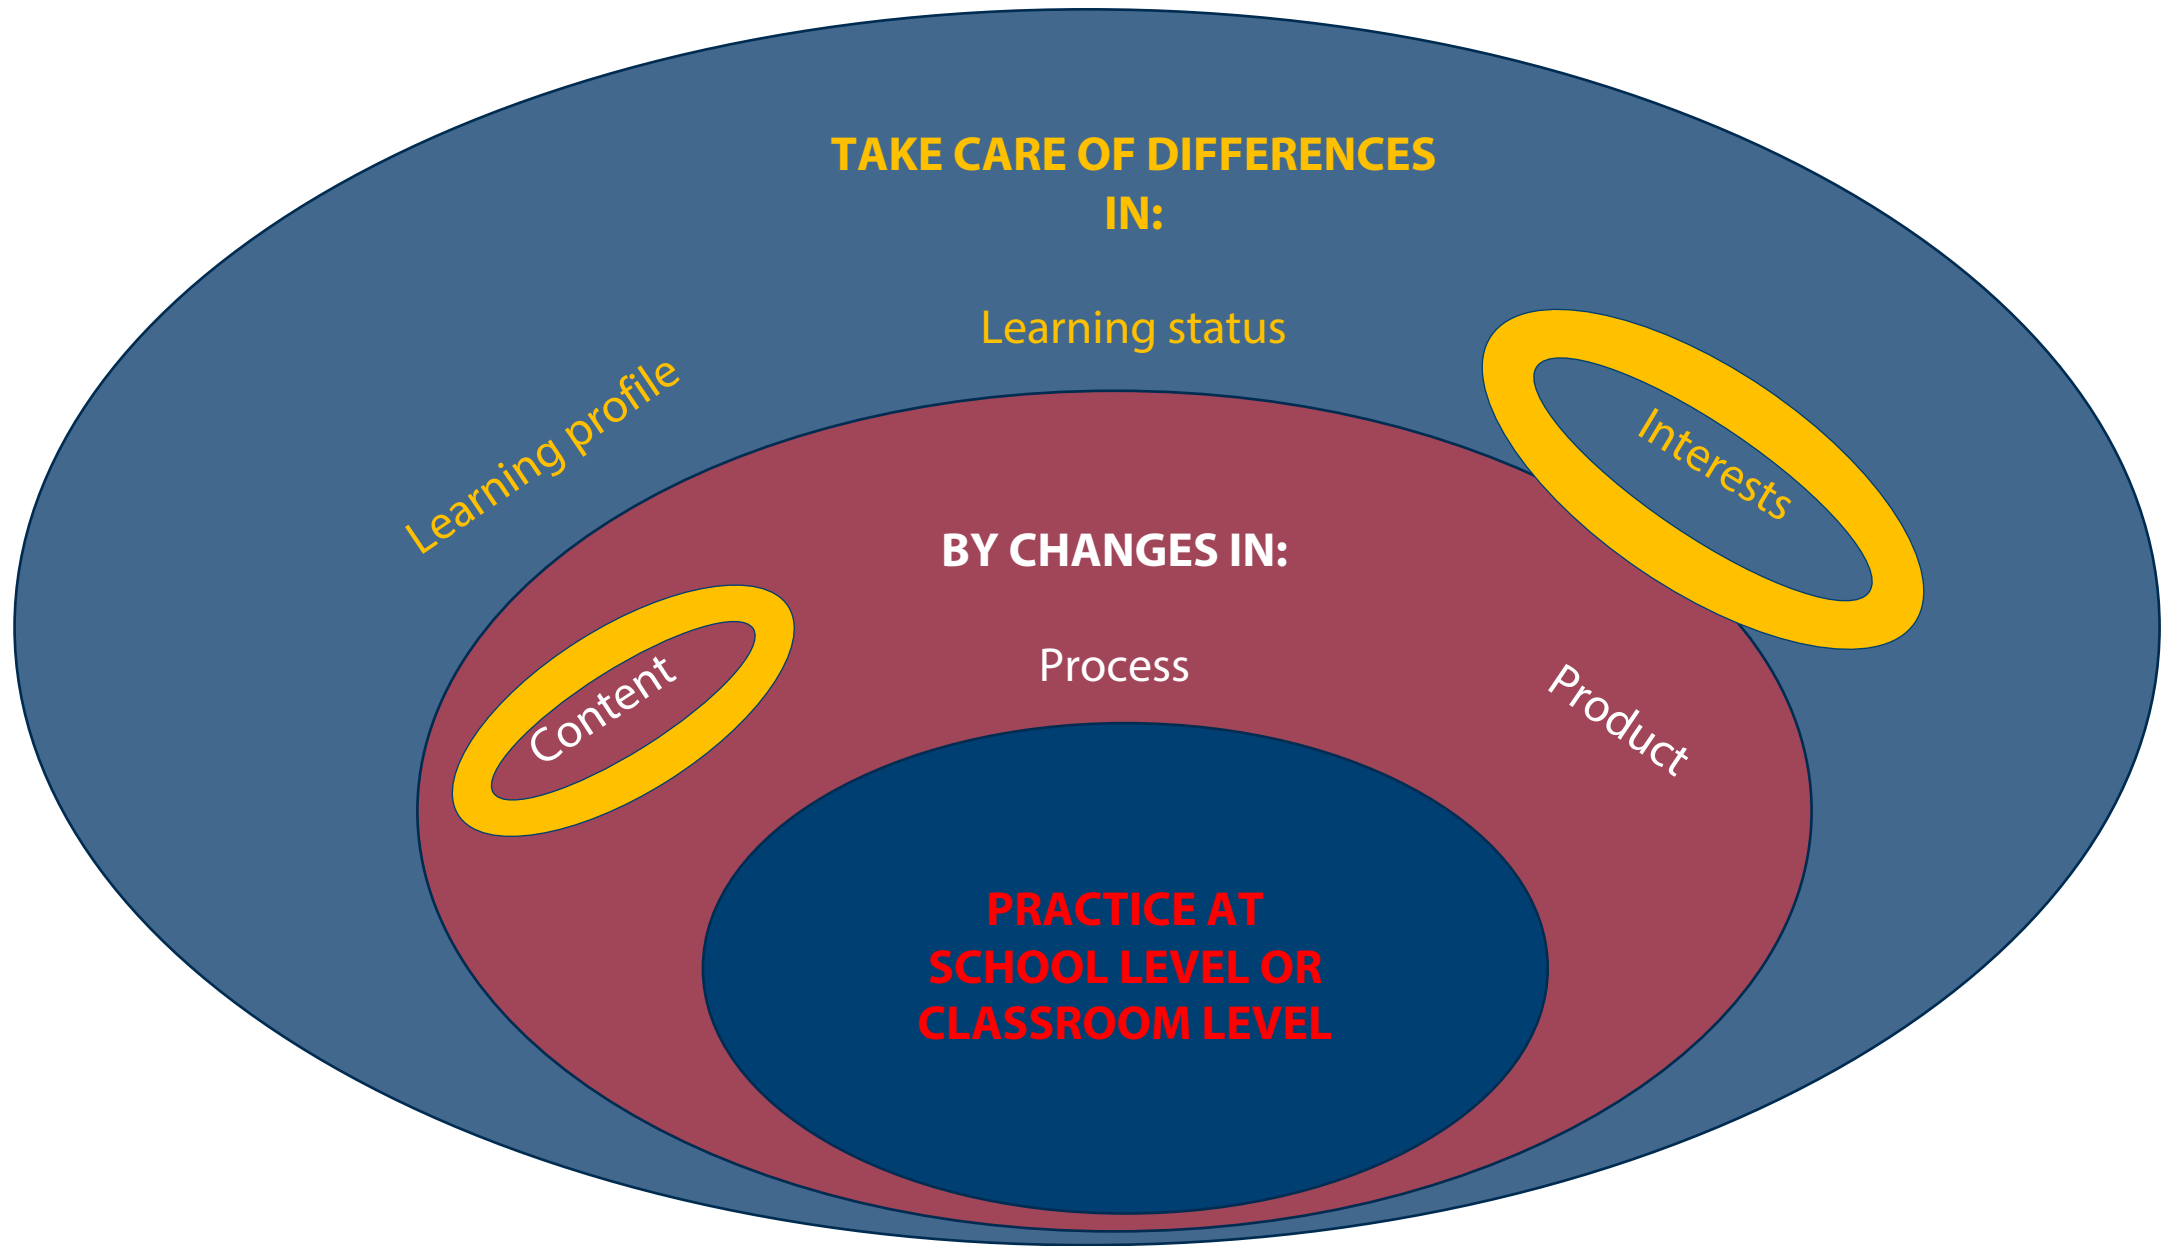 TAKE CARE OF DIFFERENCES
IN:
Learning status
Learning profile
Interests
BY CHANGES IN:
Process
Content
Product
PRACTICE AT
SCHOOL LEVEL OR
CLASSROOM LEVEL